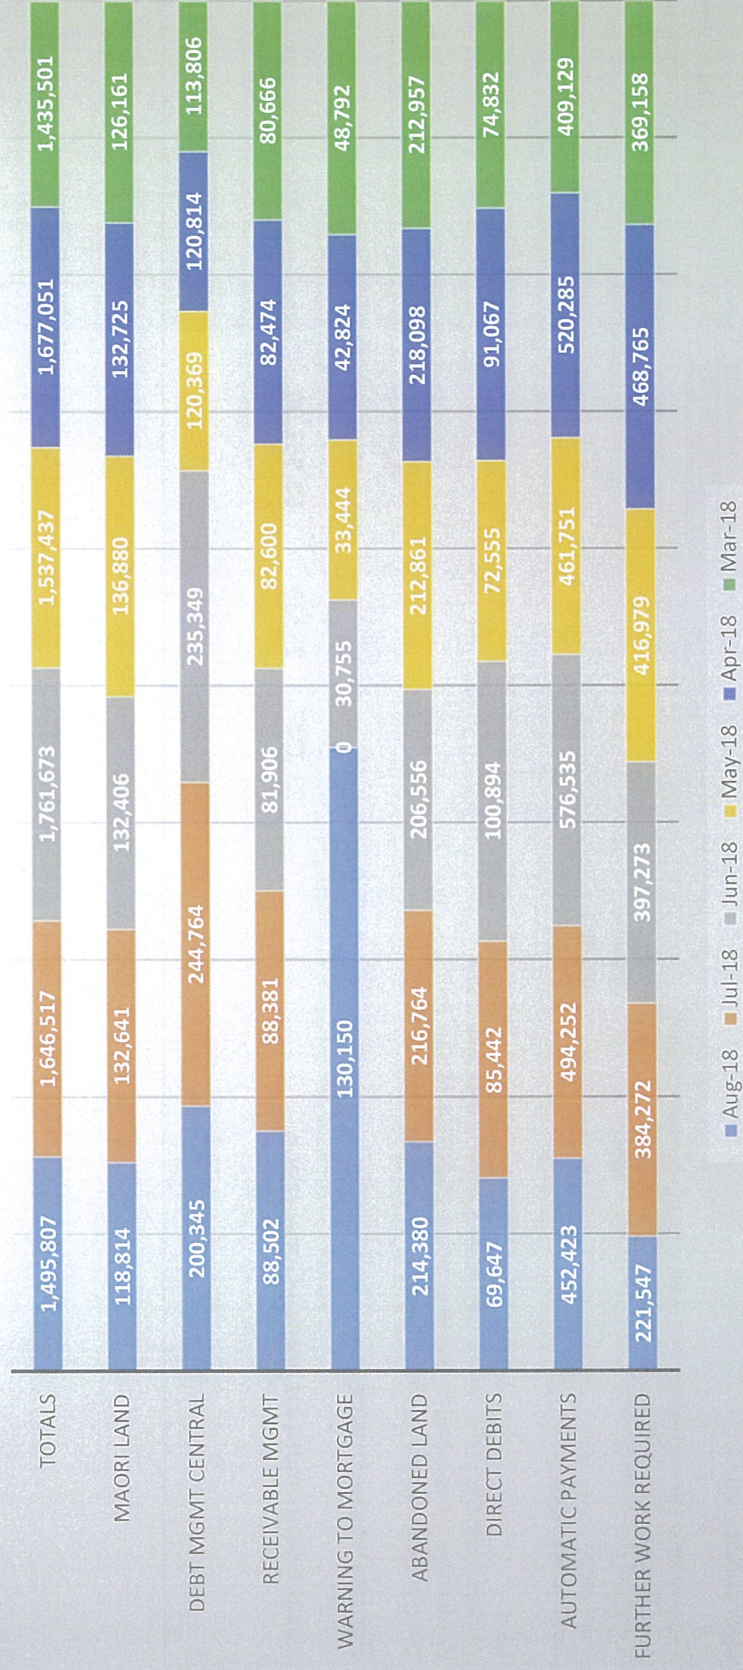 TOTALS 1,495,807 1,646,517 1,761,673 1,537,437 1,677,051 1,435,501
MAORI LAND 118,814 132,641 132,406 136,880 132,725 126,161
DEBT MGMT CENTRAL 200,345 244,764 235,349 120,369 120,814 113,806
RECEIVABLE MGMT 88,502 88,381 81,906 82,600 82,474 80,666
WARNING TO MORTGAGE 130,150 0 30,755 33,444 42,824 48,792
ABANDONED LAND 214,380 216,764 206,556 212,861 218,098 212,957
DIRECT DEBITS 69,647 85,442 100,894 72,555 91,067 74,832
AUTOMATIC PAYMENTS 452,423 494,252 576,535 461,751 520,285 409,129
FURTHER WORK REQUIRED 221,547 384,272 397,273 416,979 468,765 369,158
Aug-18 Jul-18 Jun-18 May-18 Apr-18 Mar-18